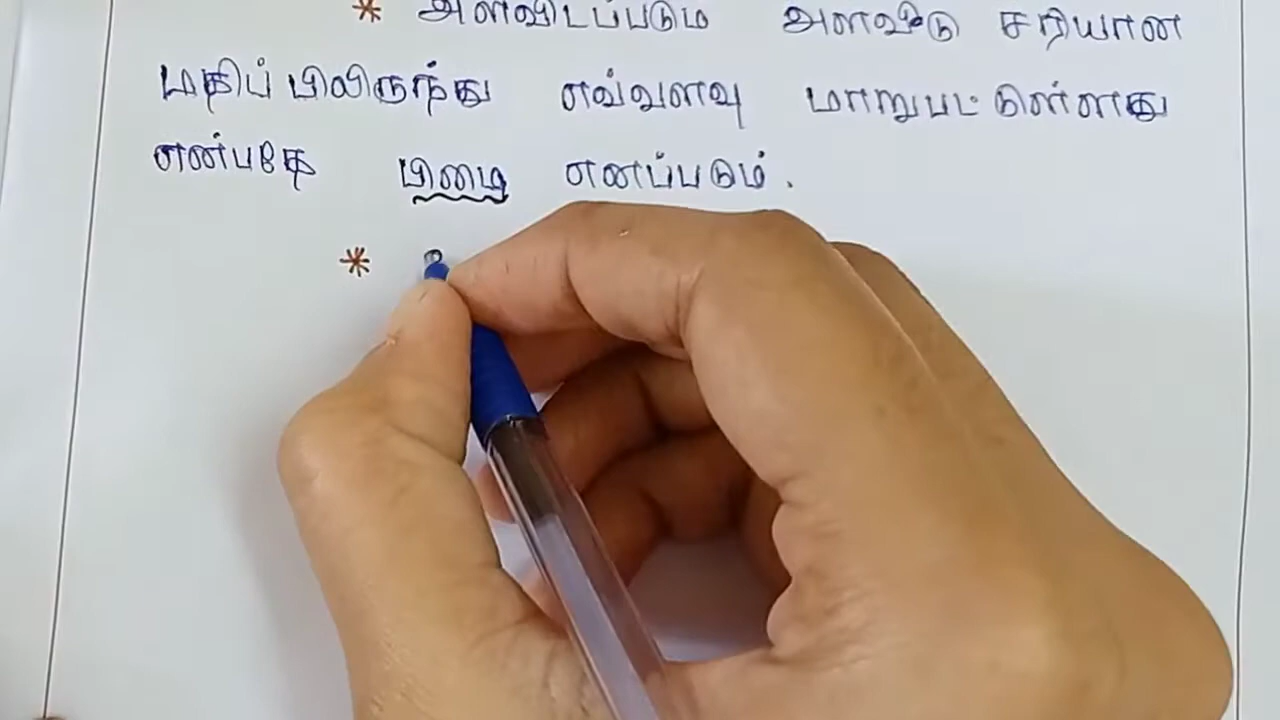 * அளவிடப்படும் அளவீடு சரியான
மதிப்பிலிருந்து எவ்வளவு மாறுபட்டுள்ளது
என்பதே பிழை எனப்படும்.
*